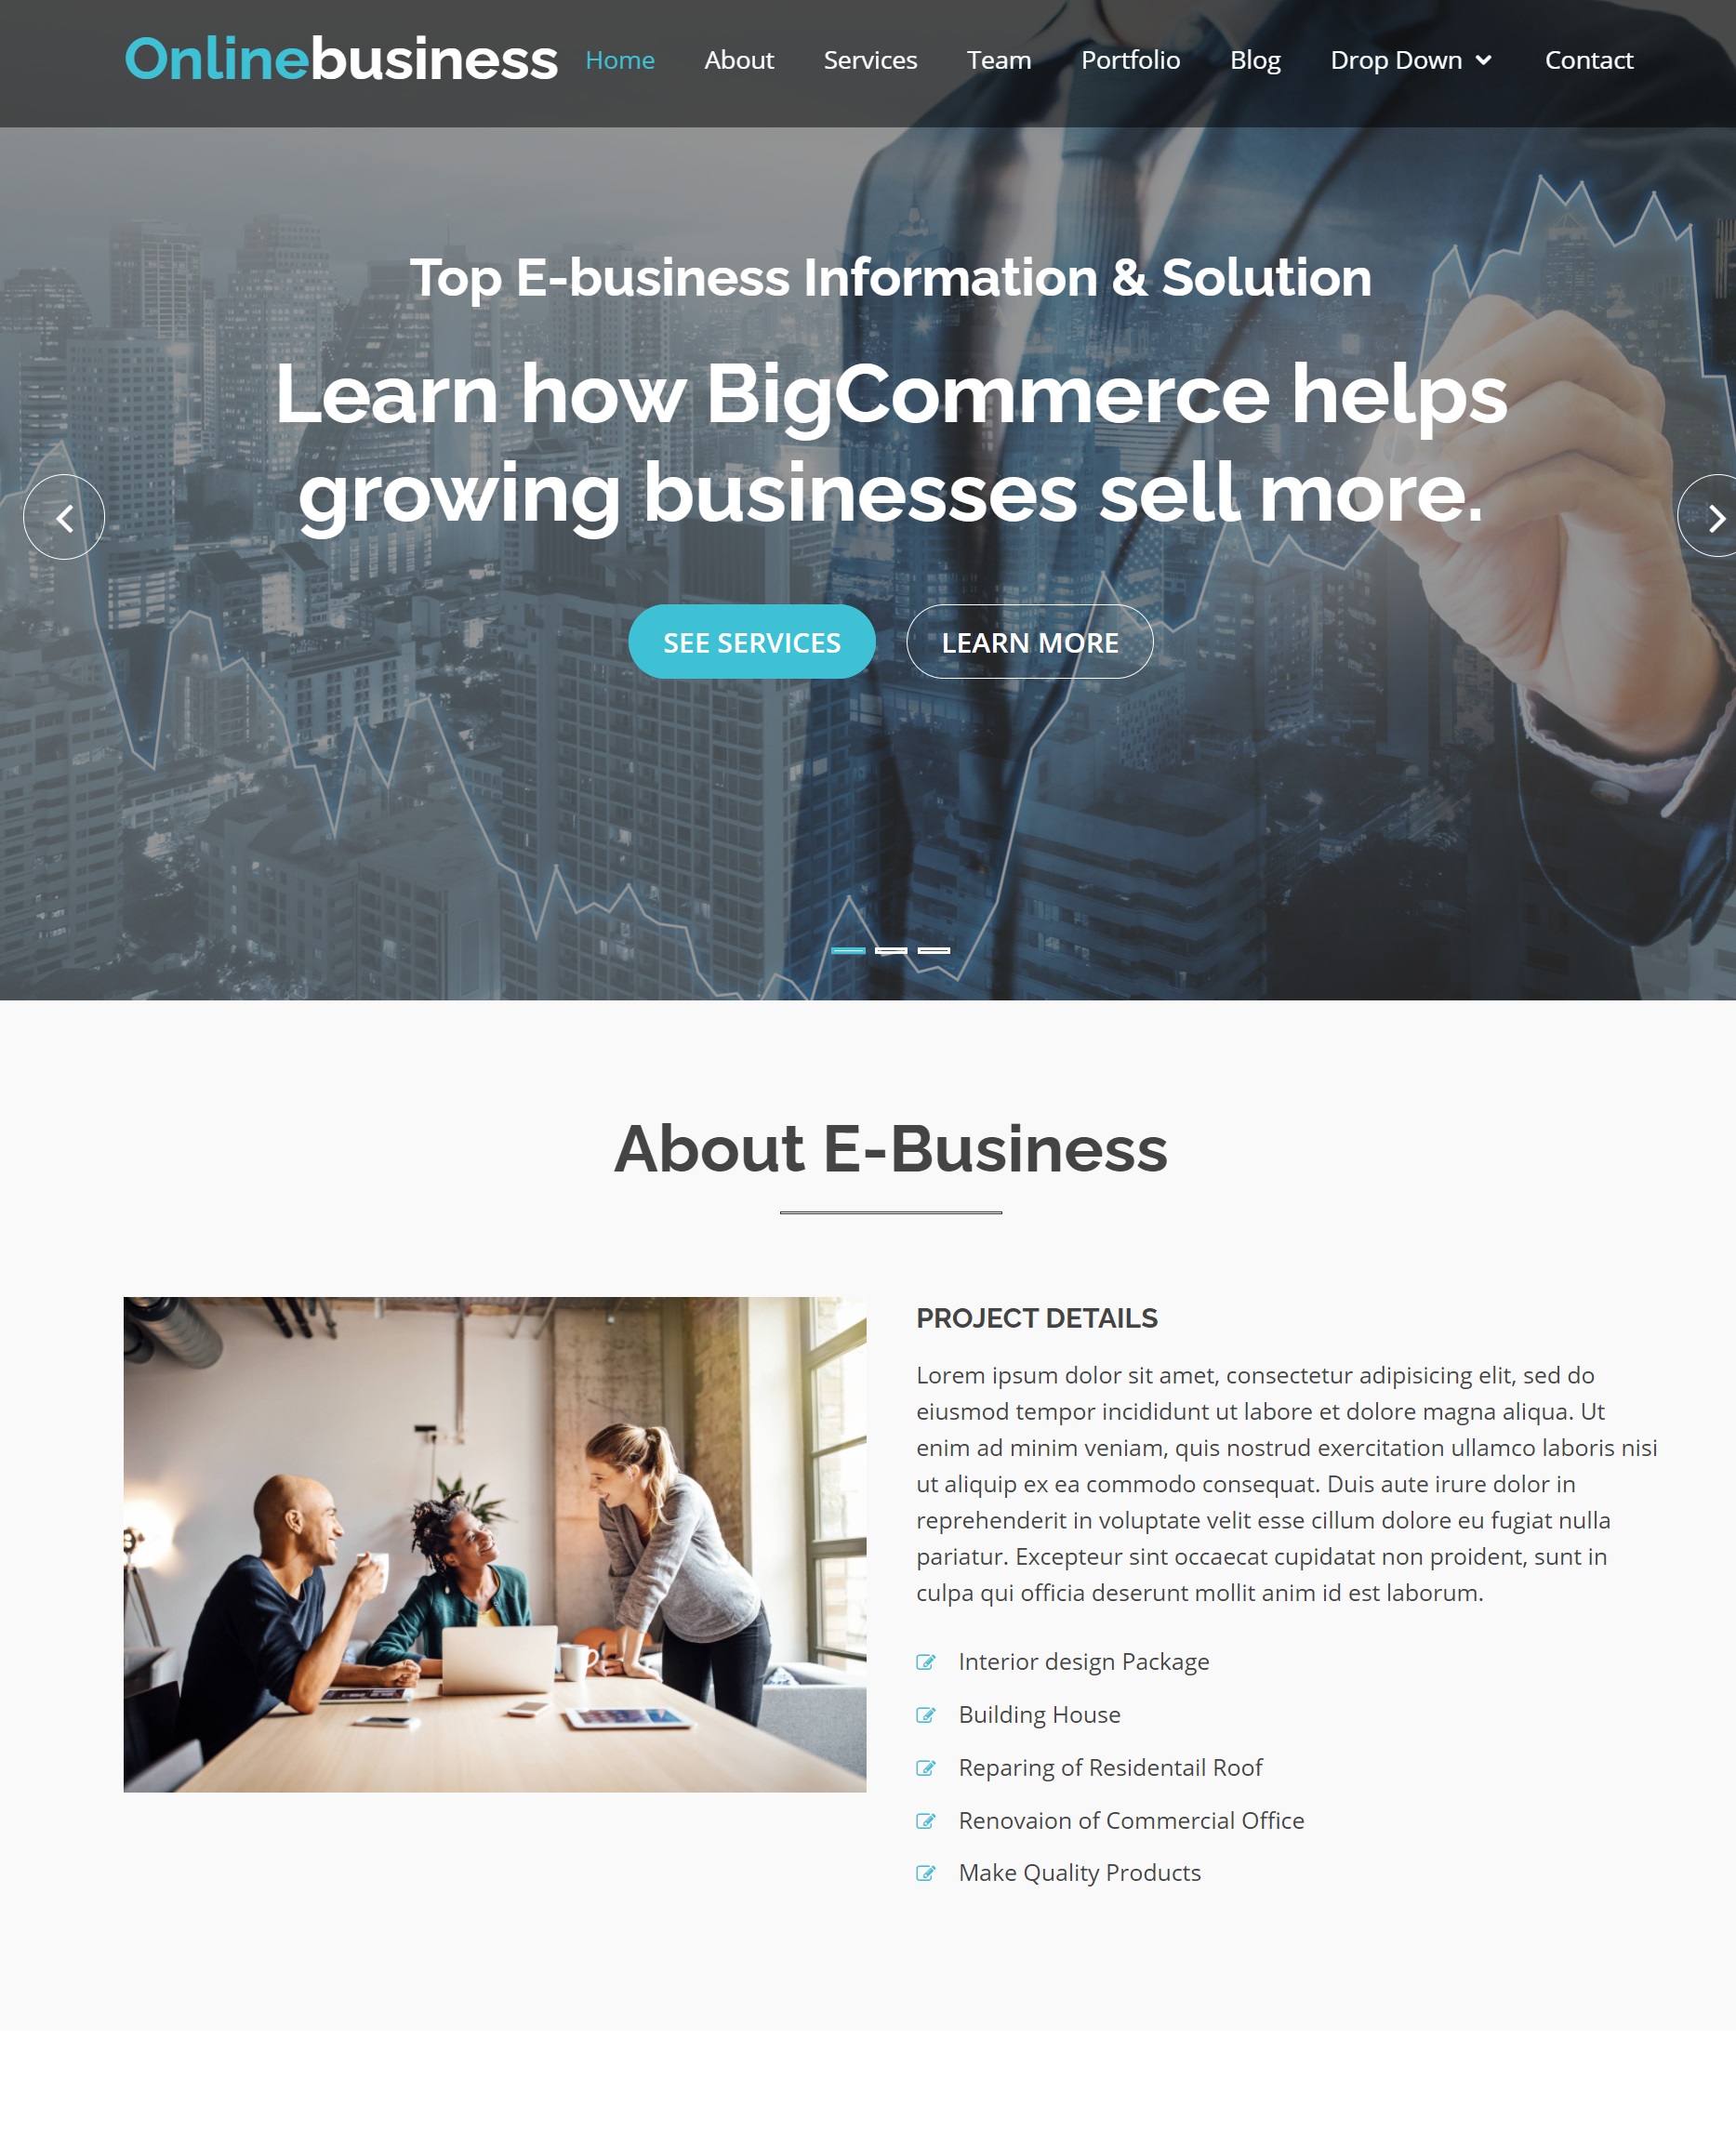 Onlinebusiness Home About Services Team Portfolio Blog Drop Down Contact
Top E-business Information & Solution
Learn how BigCommerce helps
growing businesses sell more.
SEE SERVICES LEARN MORE
About E-Business
PROJECT DETAILS
Lorem ipsum dolor sit amet, consectetur adipisicing elit, sed do
eiusmod tempor incididunt ut labore et dolore magna aliqua. Ut
enim ad minim veniam, quis nostrud exercitation ullamco laboris nisi
ut aliquip ex ea commodo consequat. Duis aute irure dolor in
reprehenderit in voluptate velit esse cillum dolore eu fugiat nulla
pariatur. Excepteur sint occaecat cupidatat non proident, sunt in
culpa qui officia deserunt mollit anim id est laborum.
Interior design Package
Building House
Reparing of Residentail Roof
Renovaion of Commercial Office
Make Quality Products